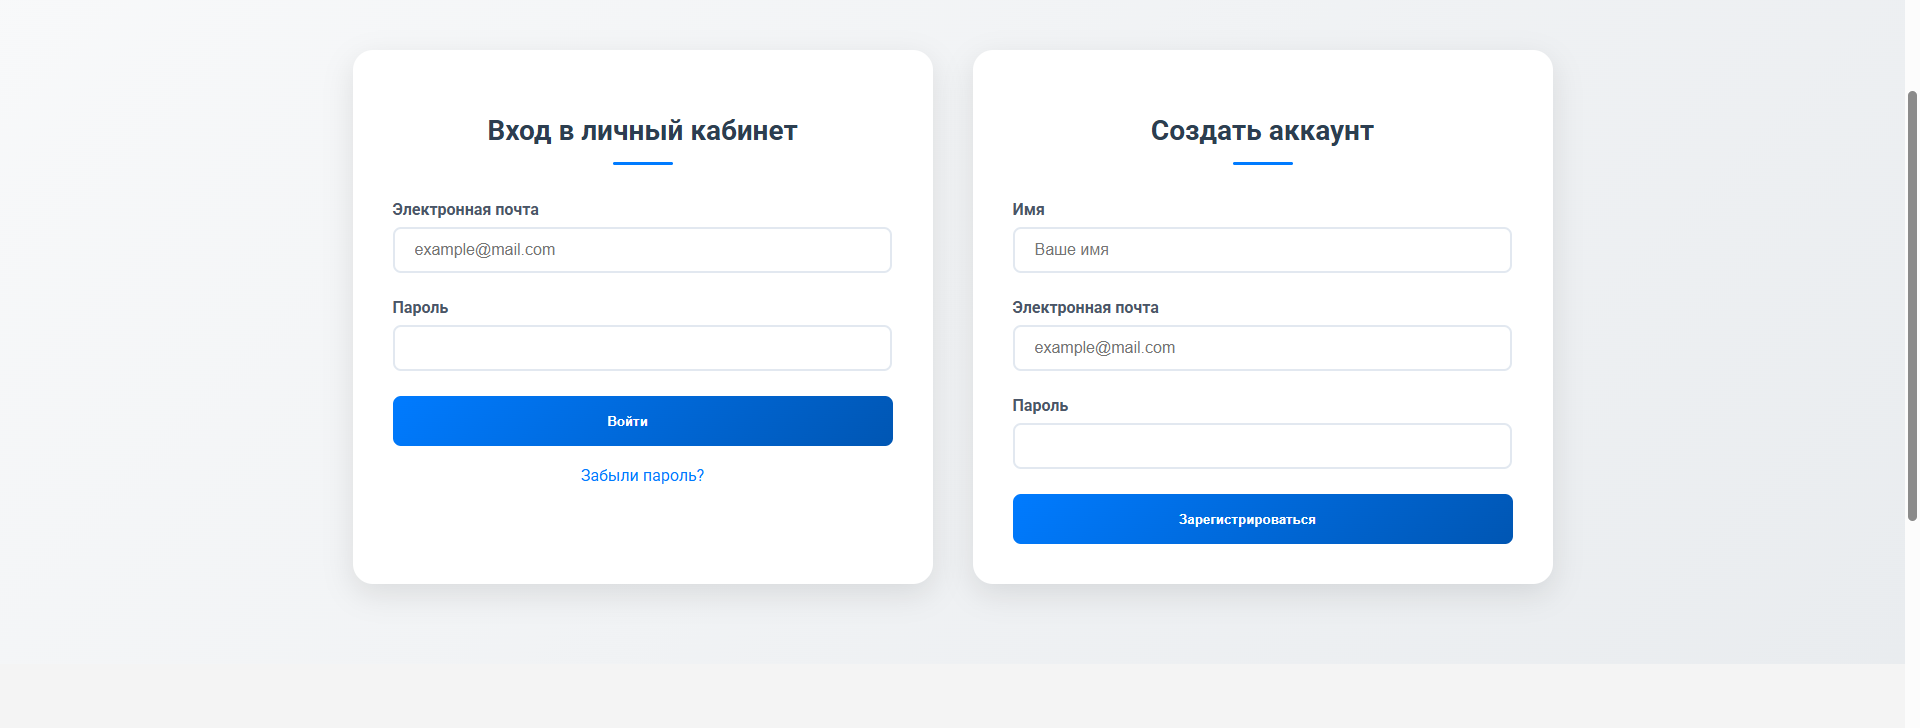 Вход в личный кабинет
Электронная почта
example@mail.com
Пароль
Войти
Забыли пароль?
Создать аккаунт
Имя
Ваше имя
Электронная почта
example@mail.com
Пароль
Зарегистрироваться